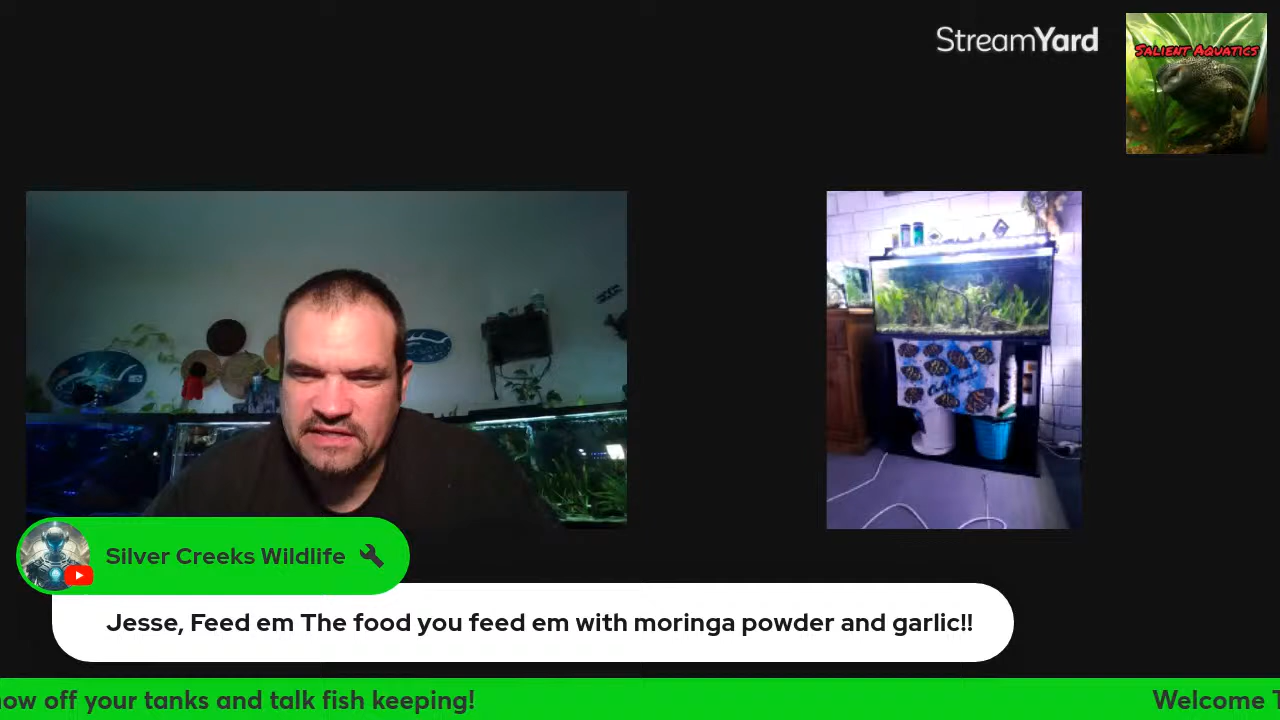 StreamYard
SALIENT AQUATICS
Silver Creeks Wildlife
Jesse, Feed em The food you feed em with moringa powder and garlic!!
now off your tanks and talk fish keeping!
Welcome T